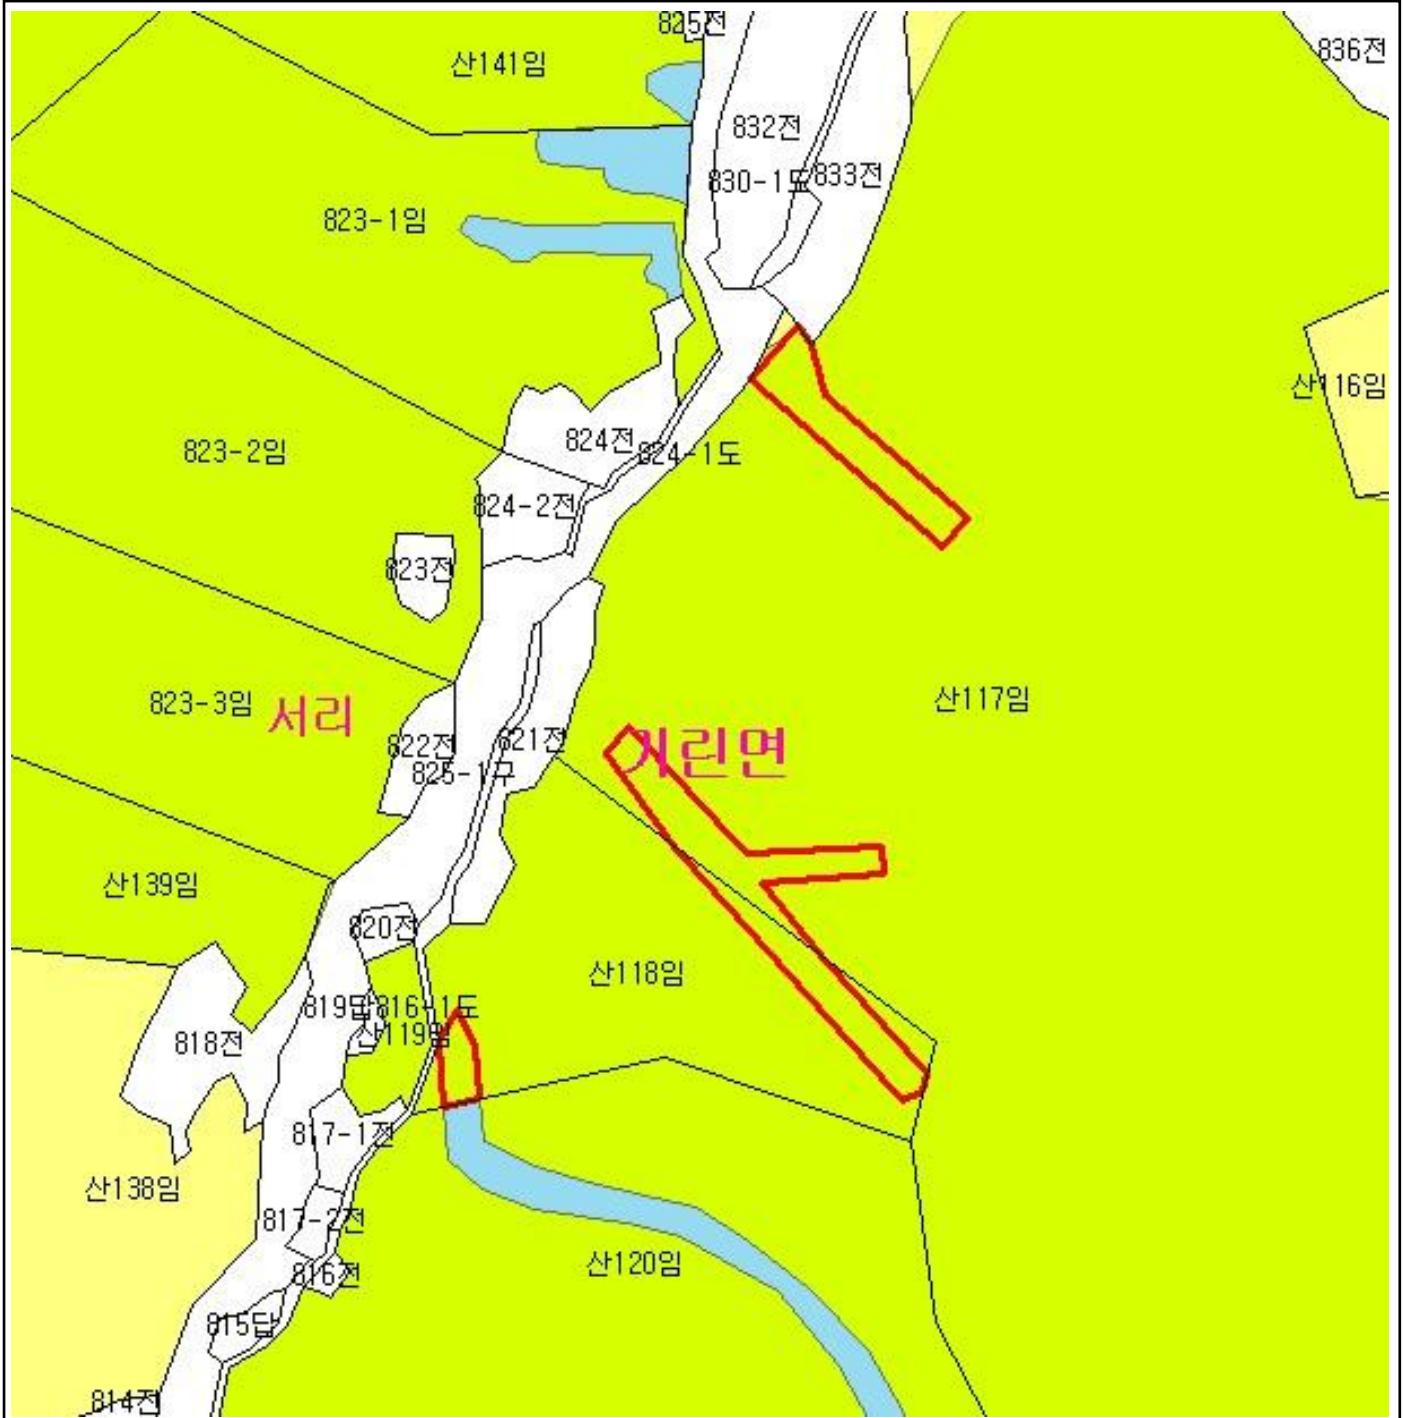 825전
836전
산141임
832전
830-1도
833전
823-1임
산116임
824전
824-1도
823-2임
824-2전
823전
산117임
823-3임
서리
822전
821전
825-1구
기린면
산139임
820전
산118임
819답
816-1도
산119임
818전
817-1전
산138임
817-2전
산120임
816전
815답
814전